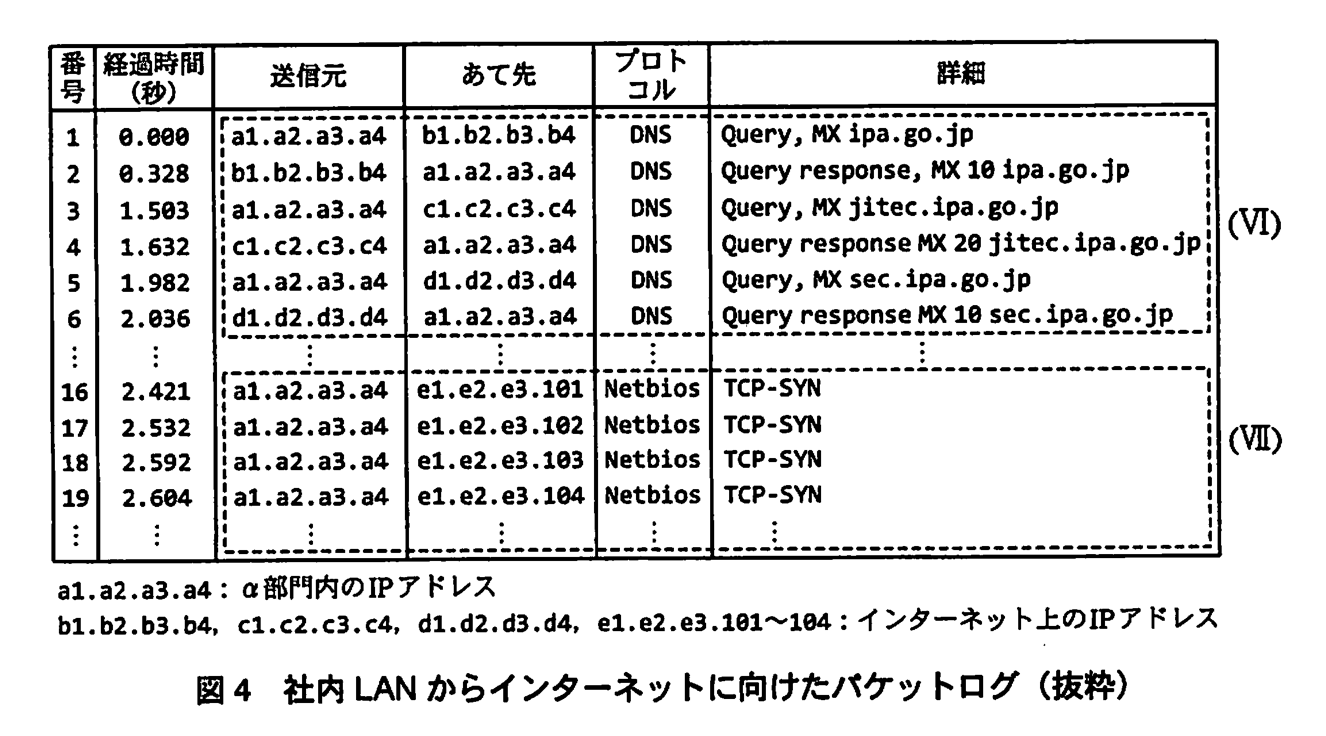 番号 経過時間(秒) 送信元 あて先 プロトコル 詳細
1 0.000 a1.a2.a3.a4 b1.b2.b3.b4 DNS Query, MX ipa.go.jp
2 0.328 b1.b2.b3.b4 a1.a2.a3.a4 DNS Query response, MX 10 ipa.go.jp
3 1.503 a1.a2.a3.a4 c1.c2.c3.c4 DNS Query, MX jitec.ipa.go.jp
(Ⅵ)
4 1.632 c1.c2.c3.c4 a1.a2.a3.a4 DNS Query response MX 20 jitec.ipa.go.jp
5 1.982 a1.a2.a3.a4 d1.d2.d3.d4 DNS Query, MX sec.ipa.go.jp
6 2.036 d1.d2.d3.d4 a1.a2.a3.a4 DNS Query response MX 10 sec.ipa.go.jp
⋮ ⋮ ⋮ ⋮ ⋮ ⋮
16 2.421 a1.a2.a3.a4 e1.e2.e3.101 Netbios TCP-SYN
17 2.532 a1.a2.a3.a4 e1.e2.e3.102 Netbios TCP-SYN
(Ⅶ)
18 2.592 a1.a2.a3.a4 e1.e2.e3.103 Netbios TCP-SYN
19 2.604 a1.a2.a3.a4 e1.e2.e3.104 Netbios TCP-SYN
⋮ ⋮ ⋮ ⋮ ⋮ ⋮
a1.a2.a3.a4：α部門内のIPアドレス
b1.b2.b3.b4, c1.c2.c3.c4, d1.d2.d3.d4, e1.e2.e3.101～104：インターネット上のIPアドレス
図4 社内LANからインターネットに向けたパケットログ（抜粋）